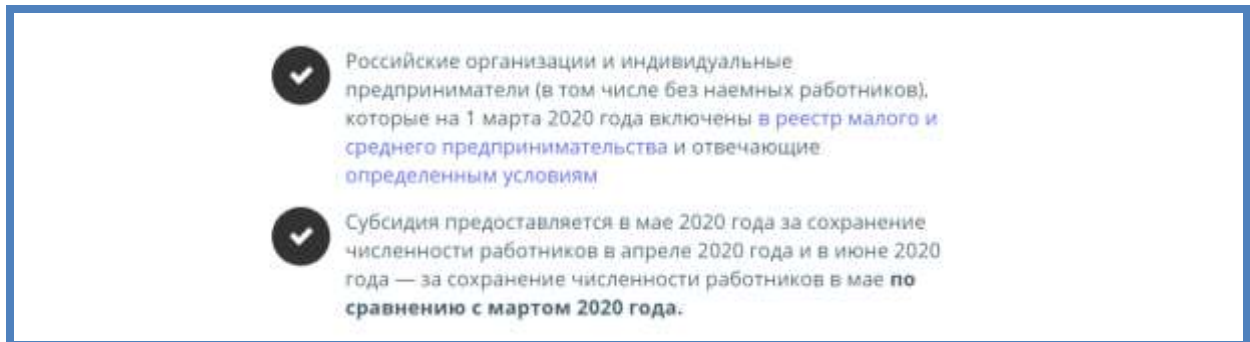 Российские организации и индивидуальные
предприниматели (в том числе без наемных работников),
которые на 1 марта 2020 года включены в реестр малого и
среднего предпринимательства и отвечающие
определенным условиям
Субсидия предоставляется в мае 2020 года за сохранение
численности работников в апреле 2020 года и в июне 2020
года — за сохранение численности работников в мае по
сравнению с мартом 2020 года.